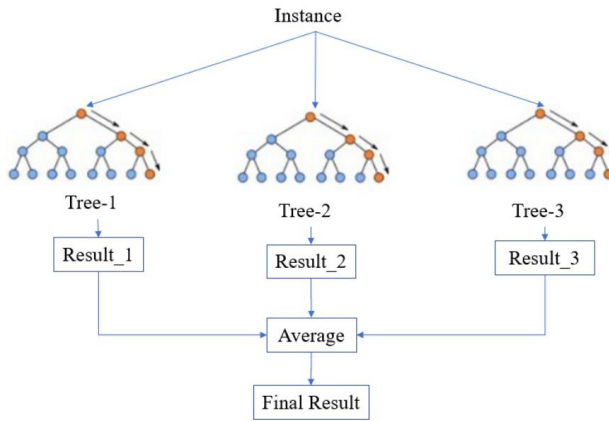 Instance
Tree-1
Tree-2
Tree-3
Result_1
Result_2
Result_3
Average
Final Result